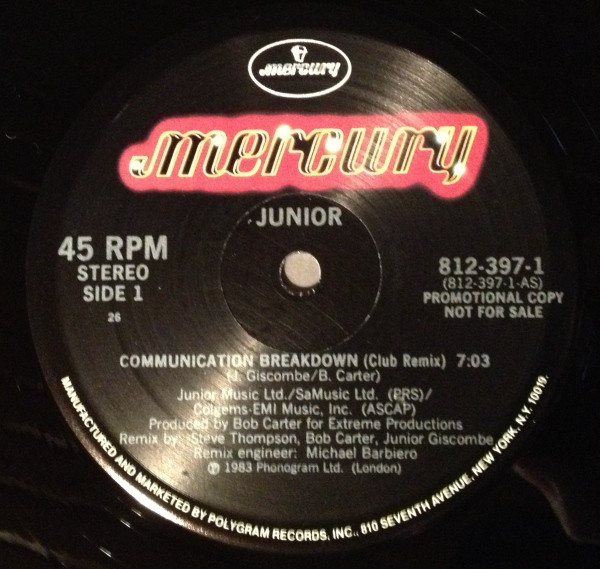 mercury
mercury
JUNIOR
45 RPM
STEREO
SIDE 1
26
812-397-1
(812-397-1-AS)
PROMOTIONAL COPY
NOT FOR SALE
COMMUNICATION BREAKDOWN (Club Remix) 7:03
(J. Giscombe/B. Carter)
Junior Music Ltd./SaMusic Ltd. (PRS)/
Colgems-EMI Music, Inc. (ASCAP)
Produced by Bob Carter for Extreme Productions
Remix by: Steve Thompson, Bob Carter, Junior Giscombe
Remix engineer: Michael Barbiero
℗ 1983 Phonogram Ltd. (London)
MANUFACTURED AND MARKETED BY POLYGRAM RECORDS, INC., 810 SEVENTH AVENUE, NEW YORK, N.Y. 10019.